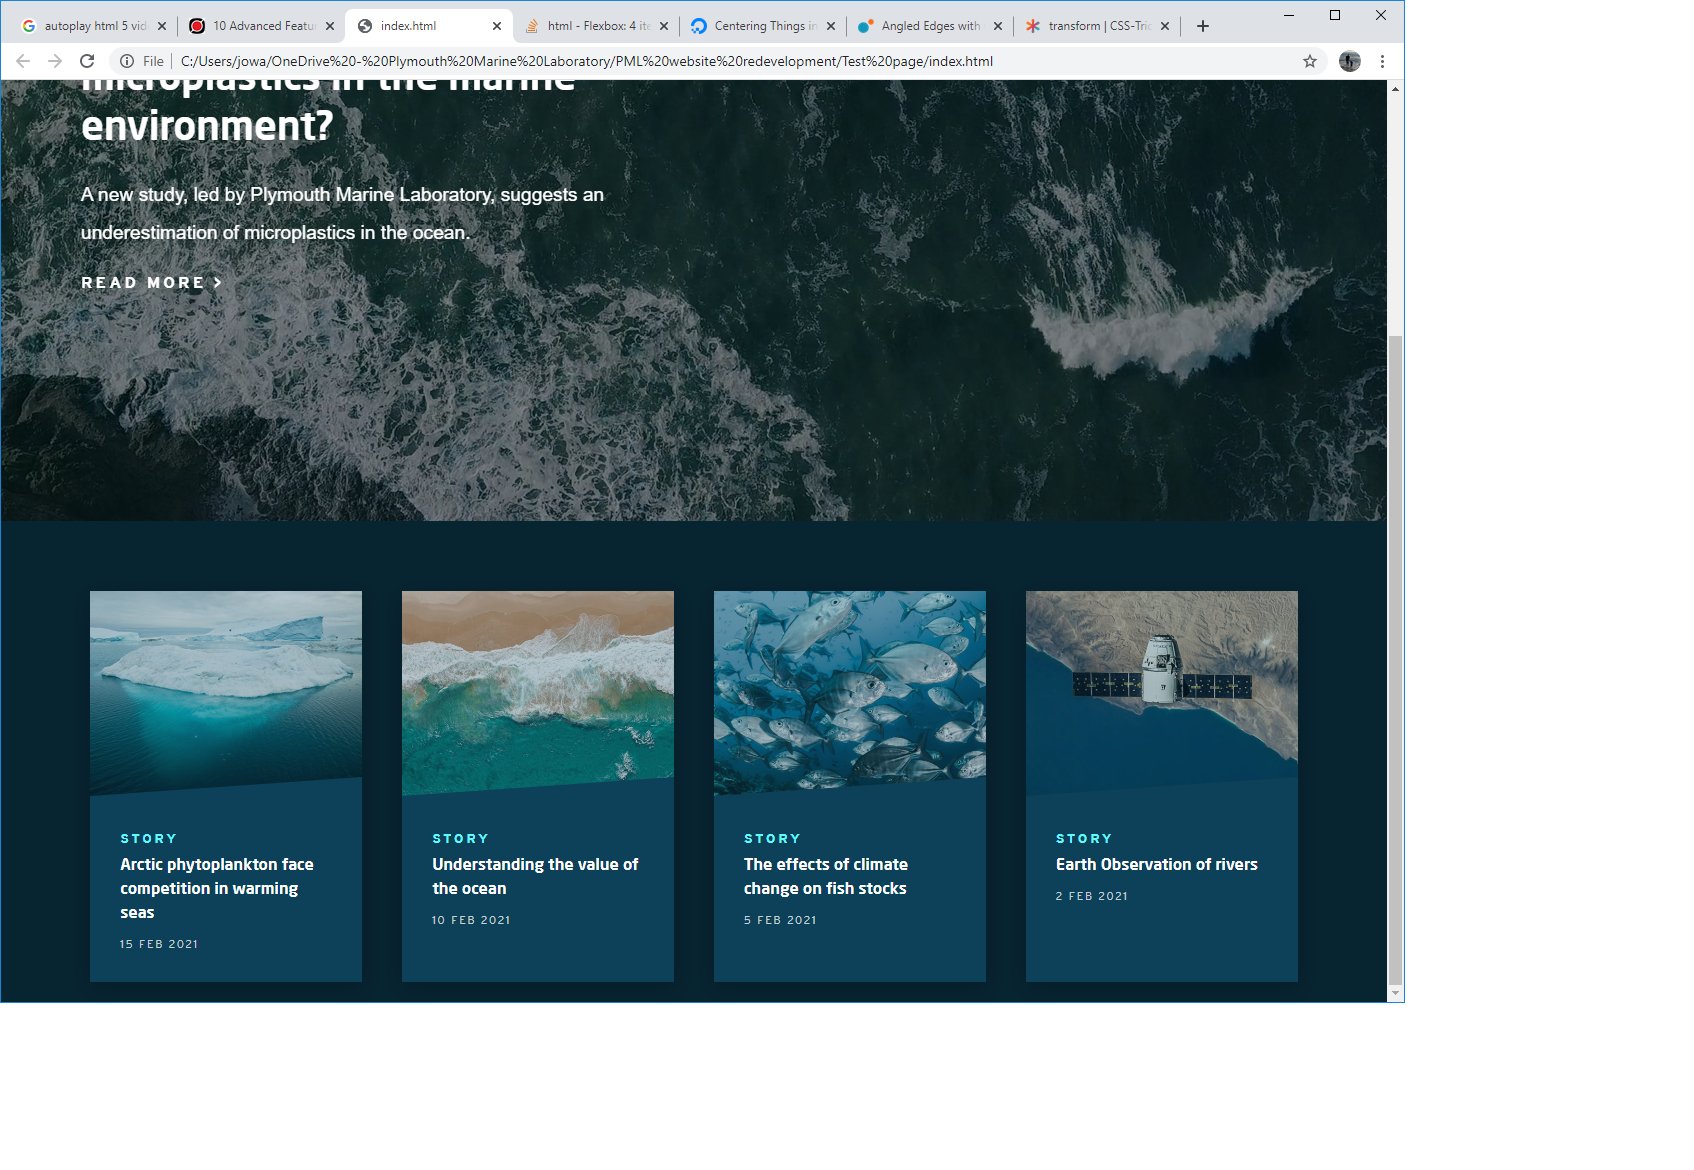 autoplay html 5 vid
10 Advanced Featu
index.html
html - Flexbox: 4 ite
Centering Things in
Angled Edges with
transform | CSS-Tric
File
C:/Users/jowa/OneDrive%20-%20Plymouth%20Marine%20Laboratory/PML%20website%20redevelopment/Test%20page/index.html
microplastics in the marine
environment?
A new study, led by Plymouth Marine Laboratory, suggests an
underestimation of microplastics in the ocean.
READ MORE >
STORY
Arctic phytoplankton face
competition in warming
seas
15 FEB 2021
STORY
Understanding the value of
the ocean
10 FEB 2021
STORY
The effects of climate
change on fish stocks
5 FEB 2021
STORY
Earth Observation of rivers
2 FEB 2021